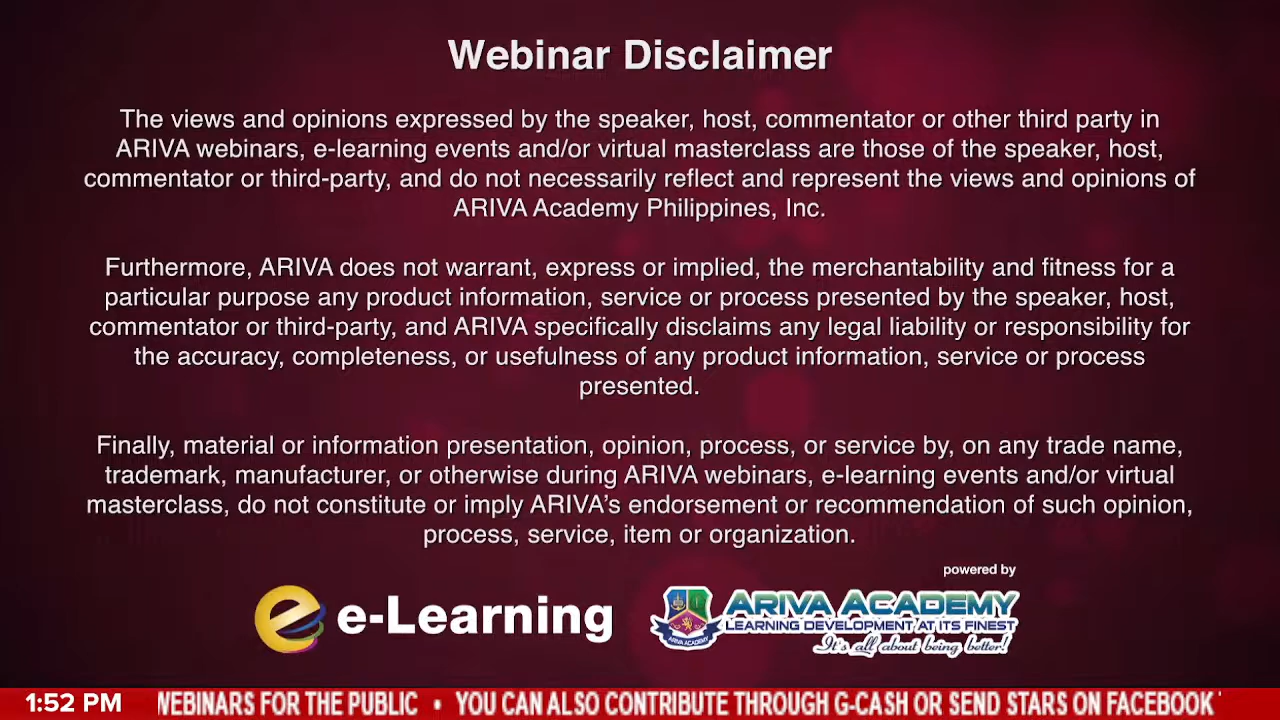 Webinar Disclaimer
The views and opinions expressed by the speaker, host, commentator or other third party in
ARIVA webinars, e-learning events and/or virtual masterclass are those of the speaker, host,
commentator or third-party, and do not necessarily reflect and represent the views and opinions of
ARIVA Academy Philippines, Inc.
Furthermore, ARIVA does not warrant, express or implied, the merchantability and fitness for a
particular purpose any product information, service or process presented by the speaker, host,
commentator or third-party, and ARIVA specifically disclaims any legal liability or responsibility for
the accuracy, completeness, or usefulness of any product information, service or process
presented.
Finally, material or information presentation, opinion, process, or service by, on any trade name,
trademark, manufacturer, or otherwise during ARIVA webinars, e-learning events and/or virtual
masterclass, do not constitute or imply ARIVA's endorsement or recommendation of such opinion,
process, service, item or organization.
powered by
e e-Learning
ARIVA ACADEMY
ARIVA ACADEMY
LEARNING DEVELOPMENT AT ITS FINEST
It's all about being better!
1:52 PM WEBINARS FOR THE PUBLIC • YOU CAN ALSO CONTRIBUTE THROUGH G-CASH OR SEND STARS ON FACEBOOK